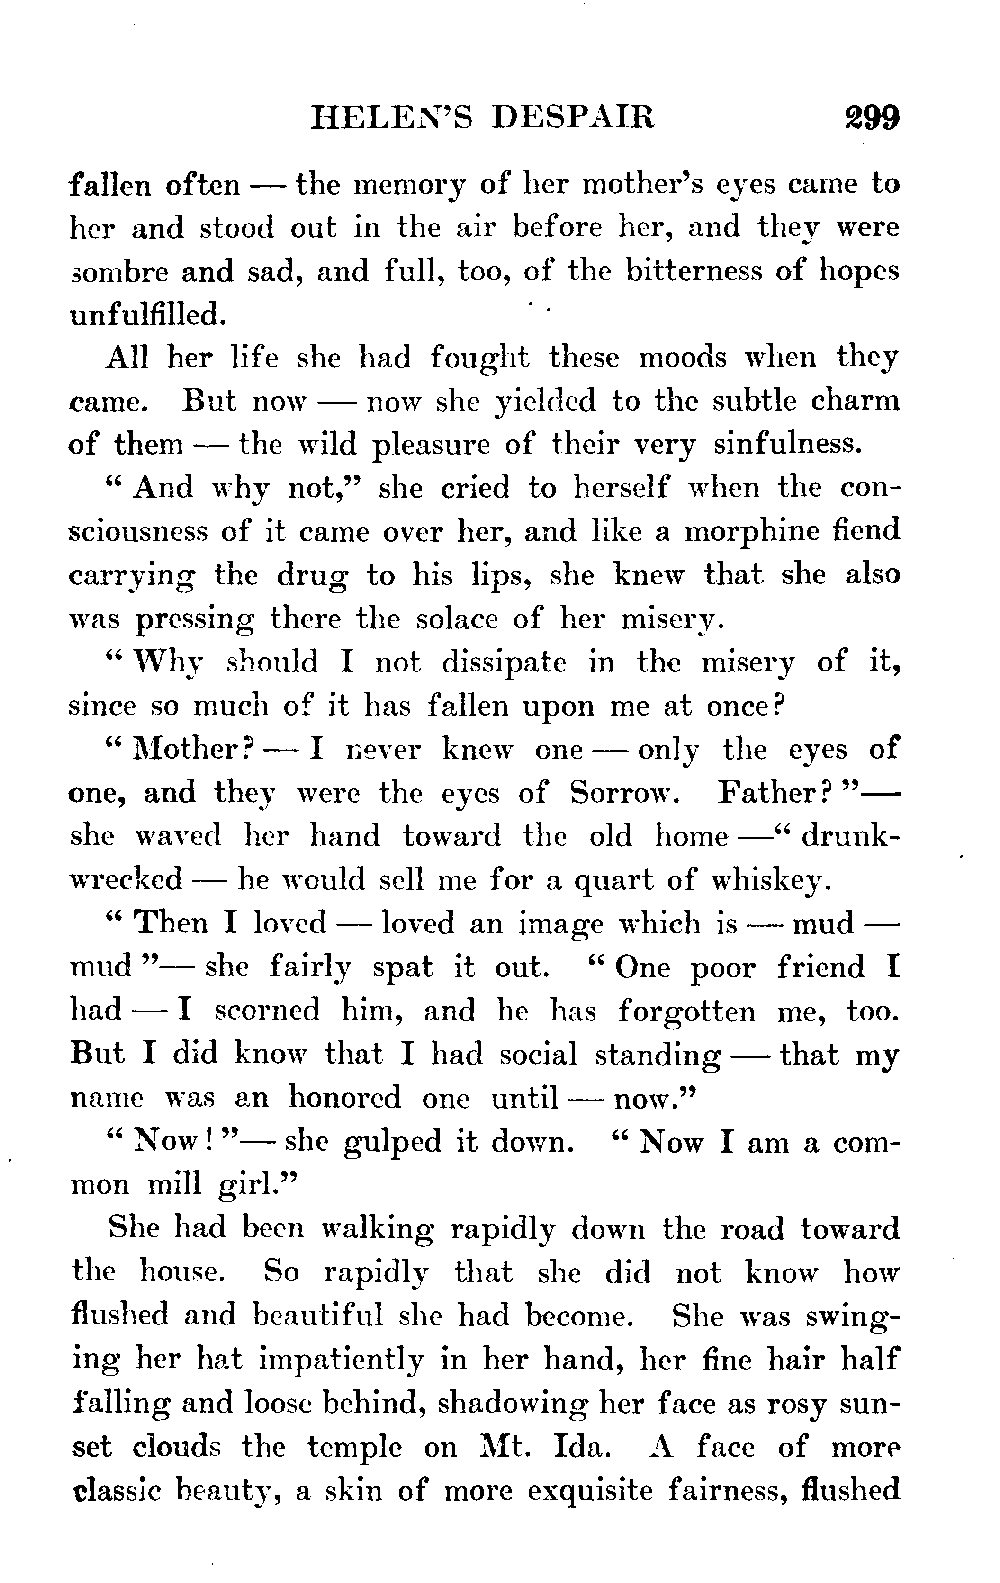 HELEN'S DESPAIR 299
fallen often — the memory of her mother's eyes came to
her and stood out in the air before her, and they were
sombre and sad, and full, too, of the bitterness of hopes
unfulfilled.
All her life she had fought these moods when they
came. But now — now she yielded to the subtle charm
of them — the wild pleasure of their very sinfulness.
“ And why not,” she cried to herself when the con-
sciousness of it came over her, and like a morphine fiend
carrying the drug to his lips, she knew that she also
was pressing there the solace of her misery.
“ Why should I not dissipate in the misery of it,
since so much of it has fallen upon me at once?
“ Mother? — I never knew one — only the eyes of
one, and they were the eyes of Sorrow. Father? ”—
she waved her hand toward the old home —“ drunk-
wrecked — he would sell me for a quart of whiskey.
“ Then I loved — loved an image which is — mud —
mud ”— she fairly spat it out. “ One poor friend I
had — I scorned him, and he has forgotten me, too.
But I did know that I had social standing — that my
name was an honored one until — now.”
“ Now! ”— she gulped it down. “ Now I am a com-
mon mill girl.”
She had been walking rapidly down the road toward
the house. So rapidly that she did not know how
flushed and beautiful she had become. She was swing-
ing her hat impatiently in her hand, her fine hair half
falling and loose behind, shadowing her face as rosy sun-
set clouds the temple on Mt. Ida. A face of more
classic beauty, a skin of more exquisite fairness, flushed